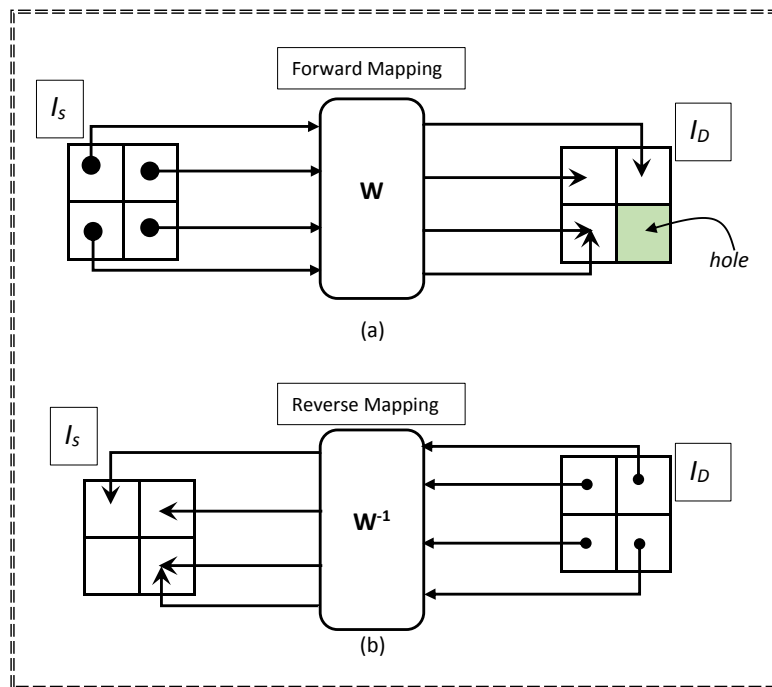 Forward Mapping
Is
ID
W
hole
(a)
Reverse Mapping
Is
ID
W-1
(b)